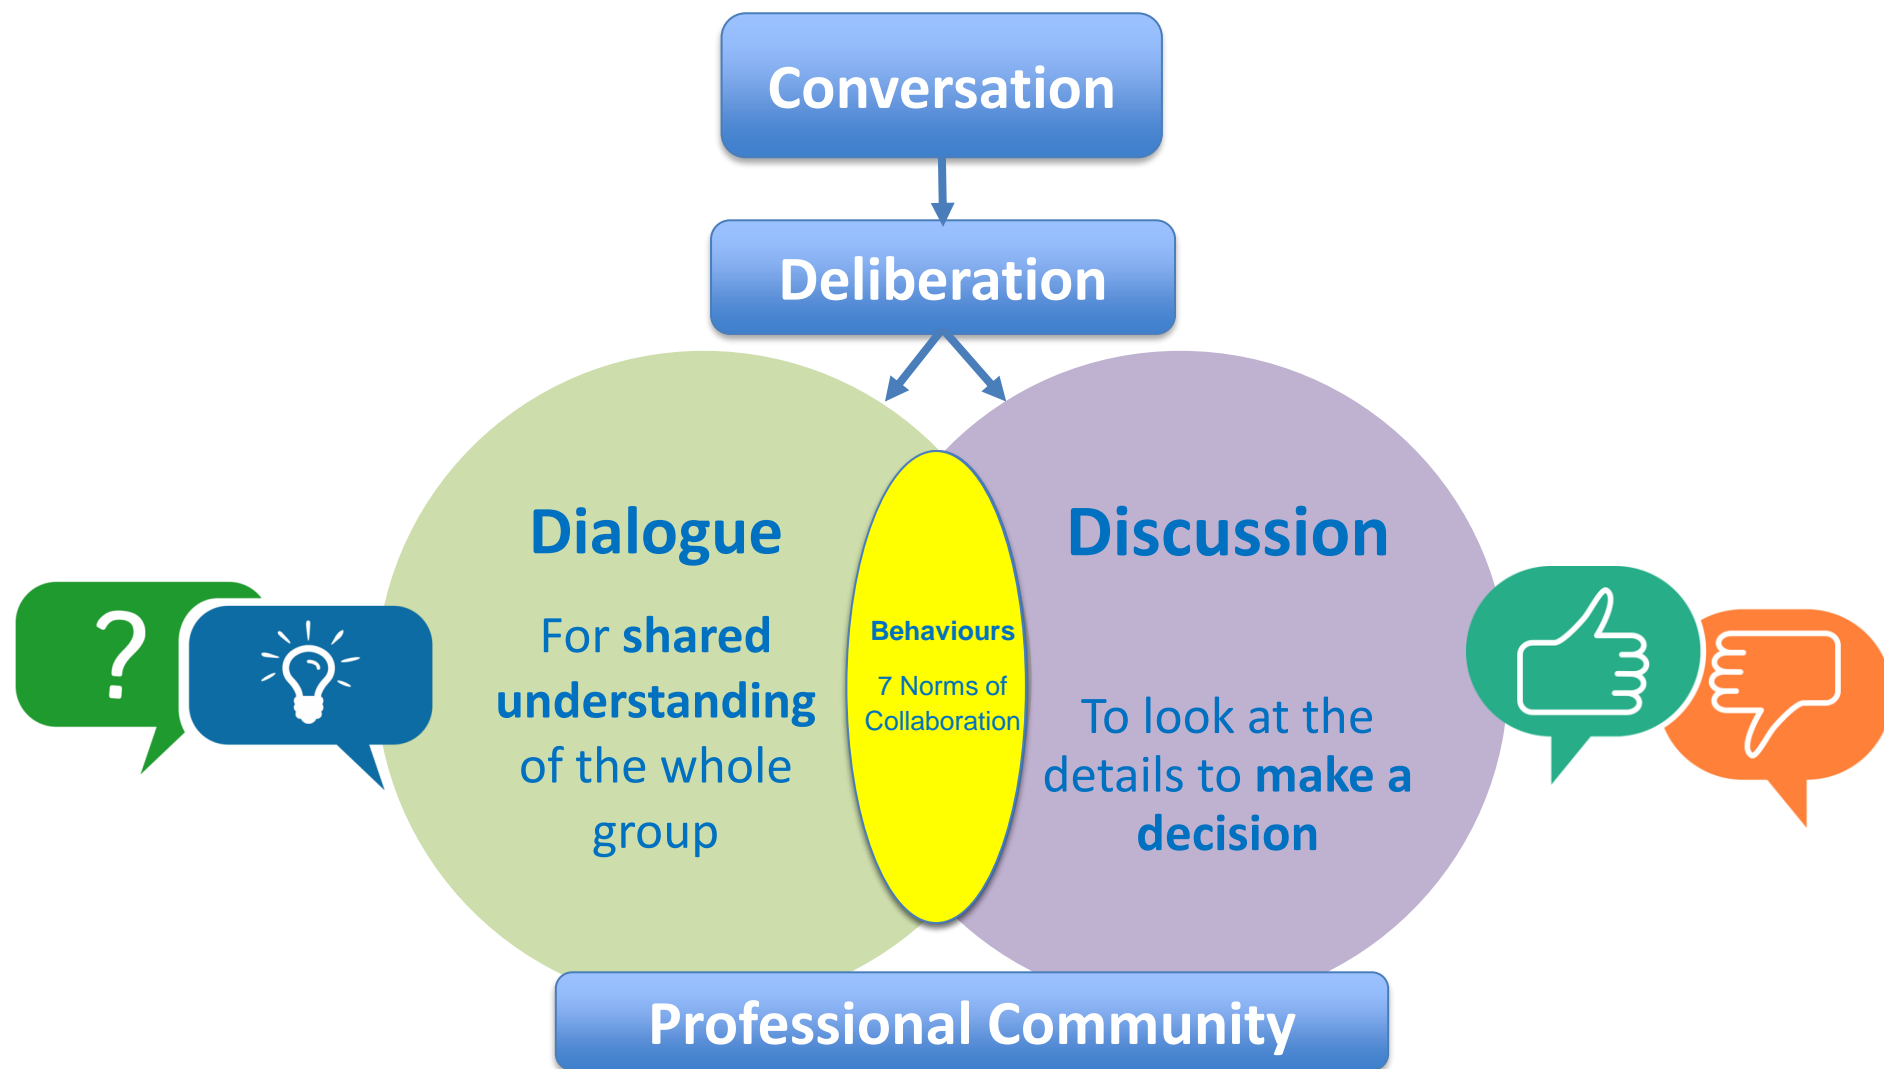 Conversation
Deliberation
Dialogue
For shared
understanding
of the whole
group
?
Behaviours
7 Norms of
Collaboration
Discussion
To look at the
details to make a
decision
Professional Community